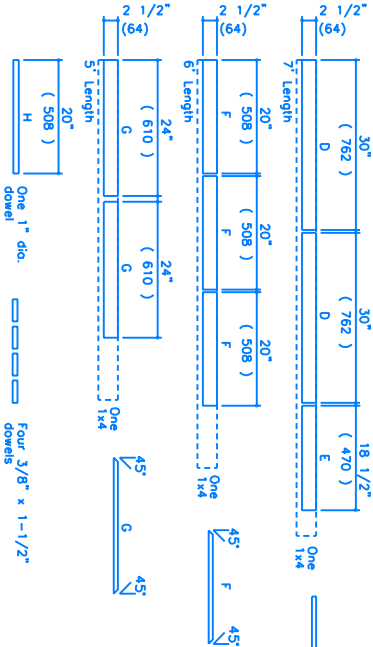 2 1/2"
(64)
2 1/2"
(64)
2 1/2"
(64)
30"
( 762 )
D
30"
( 762 )
D
18 1/2"
( 470 )
E
7' Length
One
1x4
20"
( 508 )
F
20"
( 508 )
F
20"
( 508 )
F
6' Length
One
1x4
45°
F
45°
24"
( 610 )
G
24"
( 610 )
G
5' Length
One
1x4
45°
G
45°
20"
( 508 )
H
One 1" dia.
dowel
Four 3/8" x 1-1/2"
dowels